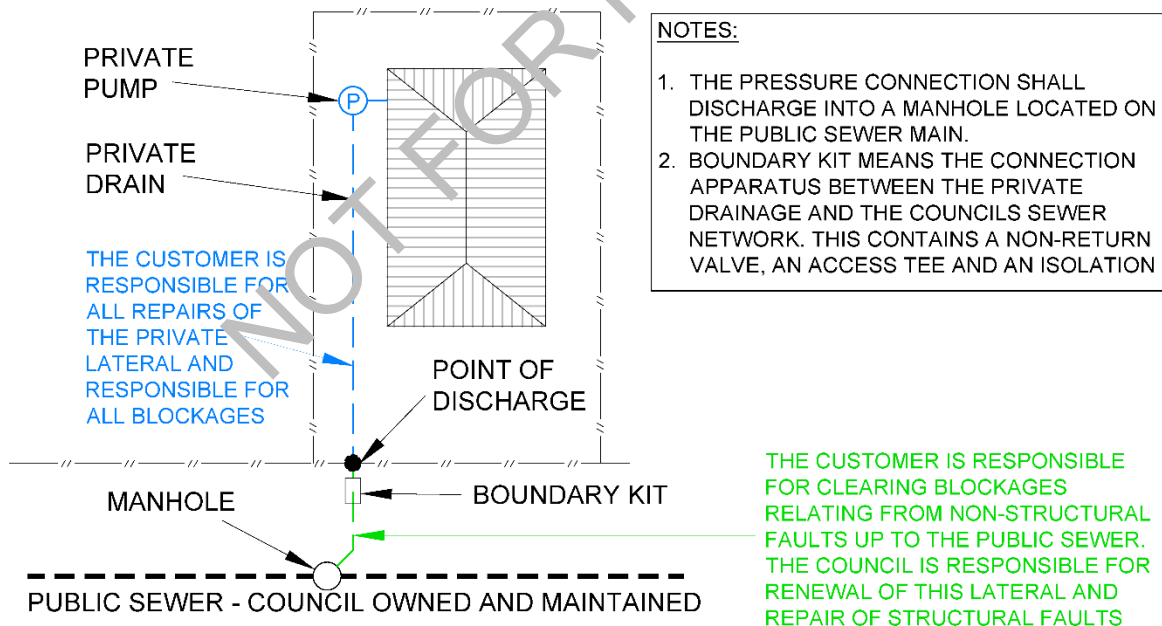 PRIVATE
PUMP
P
PRIVATE
DRAIN
THE CUSTOMER IS
RESPONSIBLE FOR
ALL REPAIRS OF
THE PRIVATE
LATERAL AND
RESPONSIBLE FOR
ALL BLOCKAGES
NOT FOR
POINT OF
DISCHARGE
MANHOLE
BOUNDARY KIT
PUBLIC SEWER - COUNCIL OWNED AND MAINTAINED
NOTES:
1. THE PRESSURE CONNECTION SHALL
DISCHARGE INTO A MANHOLE LOCATED ON
THE PUBLIC SEWER MAIN.
2. BOUNDARY KIT MEANS THE CONNECTION
APPARATUS BETWEEN THE PRIVATE
DRAINAGE AND THE COUNCILS SEWER
NETWORK. THIS CONTAINS A NON-RETURN
VALVE, AN ACCESS TEE AND AN ISOLATION
THE CUSTOMER IS RESPONSIBLE
FOR CLEARING BLOCKAGES
RELATING FROM NON-STRUCTURAL
FAULTS UP TO THE PUBLIC SEWER.
THE COUNCIL IS RESPONSIBLE FOR
RENEWAL OF THIS LATERAL AND
REPAIR OF STRUCTURAL FAULTS